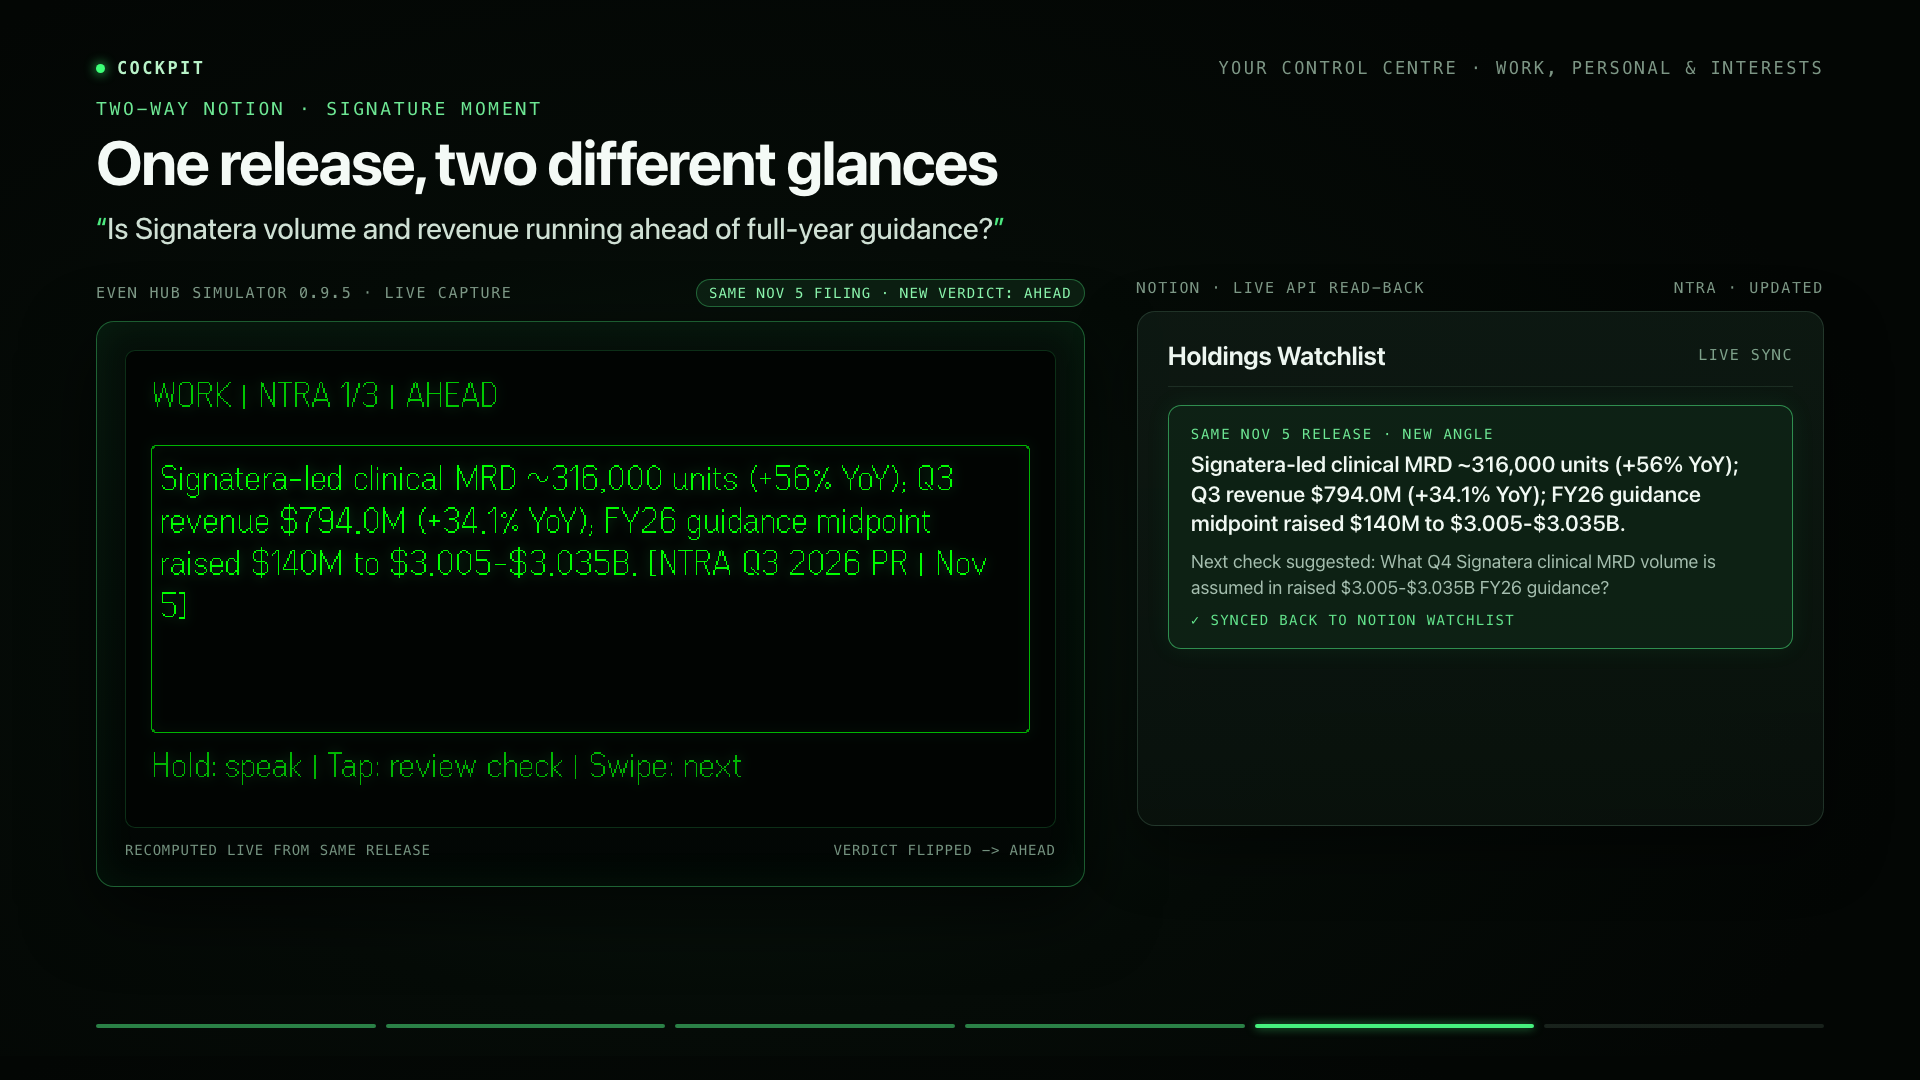 COCKPIT
YOUR CONTROL CENTRE · WORK, PERSONAL & INTERESTS
TWO-WAY NOTION · SIGNATURE MOMENT
One release, two different glances
“Is Signatera volume and revenue running ahead of full-year guidance?”
EVEN HUB SIMULATOR 0.9.5 · LIVE CAPTURE
SAME NOV 5 FILING · NEW VERDICT: AHEAD
WORK | NTRA 1/3 | AHEAD
Signatera-led clinical MRD ~316,000 units (+56% YoY); Q3
revenue $794.0M (+34.1% YoY); FY26 guidance midpoint
raised $140M to $3.005-$3.035B. [NTRA Q3 2026 PR | Nov
5]
Hold: speak | Tap: review check | Swipe: next
RECOMPUTED LIVE FROM SAME RELEASE
VERDICT FLIPPED -> AHEAD
NOTION · LIVE API READ-BACK
NTRA · UPDATED
Holdings Watchlist
LIVE SYNC
SAME NOV 5 RELEASE · NEW ANGLE
Signatera-led clinical MRD ~316,000 units (+56% YoY);
Q3 revenue $794.0M (+34.1% YoY); FY26 guidance
midpoint raised $140M to $3.005-$3.035B.
Next check suggested: What Q4 Signatera clinical MRD volume is
assumed in raised $3.005-$3.035B FY26 guidance?
✓ SYNCED BACK TO NOTION WATCHLIST